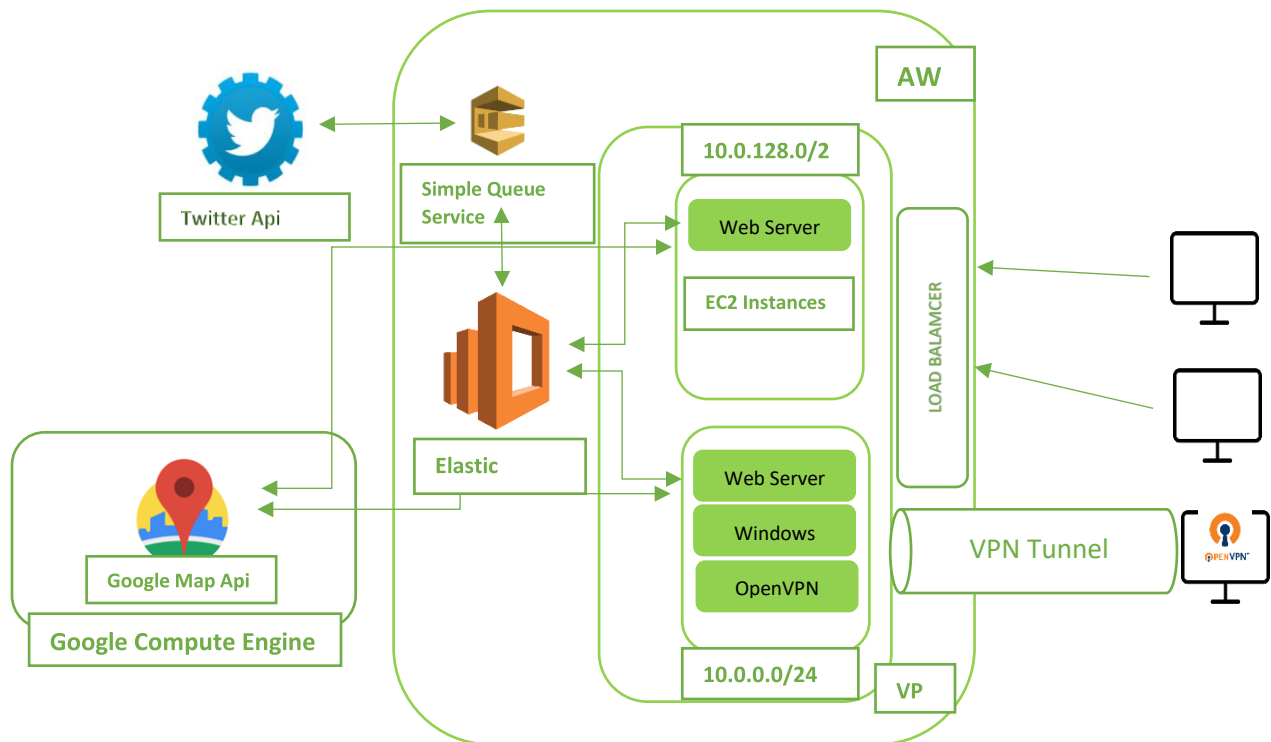 AW
10.0.128.0/2
Simple Queue
Service
Twitter Api
Web Server
EC2 Instances
LOAD BALAMCER
Elastic
Web Server
Windows
OpenVPN
VPN Tunnel
OPENVPN™
Google Map Api
Google Compute Engine
10.0.0.0/24
VP